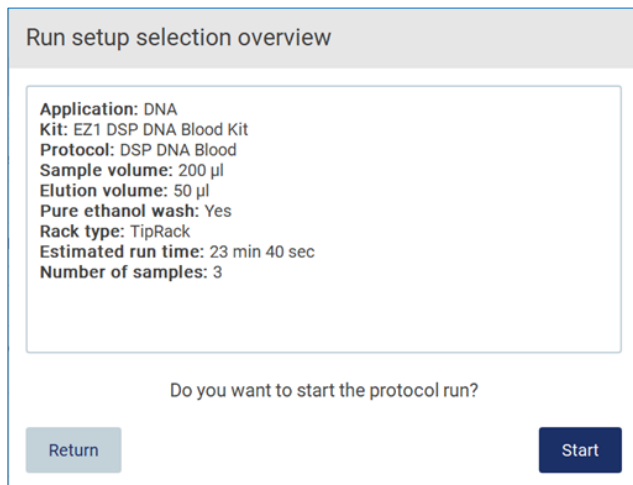 Run setup selection overview
Application: DNA
Kit: EZ1 DSP DNA Blood Kit
Protocol: DSP DNA Blood
Sample volume: 200 µl
Elution volume: 50 µl
Pure ethanol wash: Yes
Rack type: TipRack
Estimated run time: 23 min 40 sec
Number of samples: 3
Do you want to start the protocol run?
Return
Start